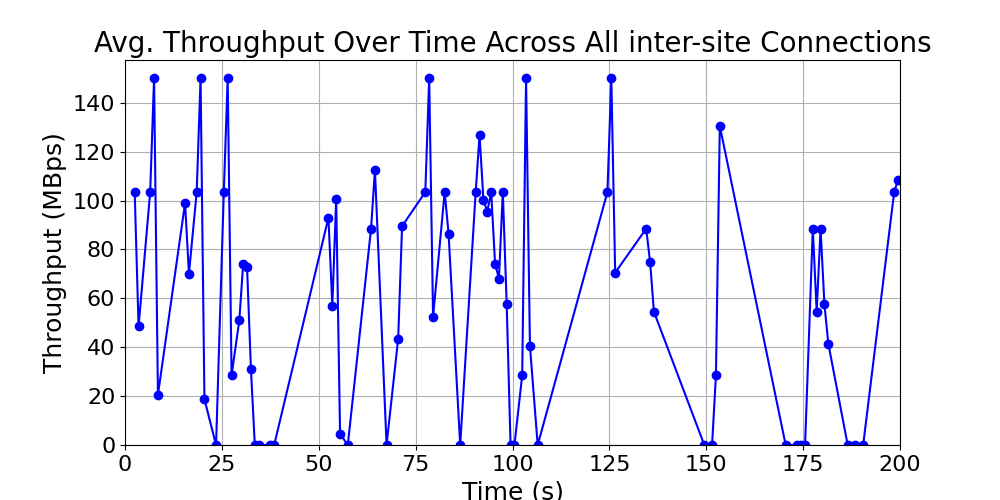 Avg. Throughput Over Time Across All inter-site Connections
Throughput (MBps)
140
120
100
80
60
40
20
0
0 25 50 75 100 125 150 175 200
Time (s)